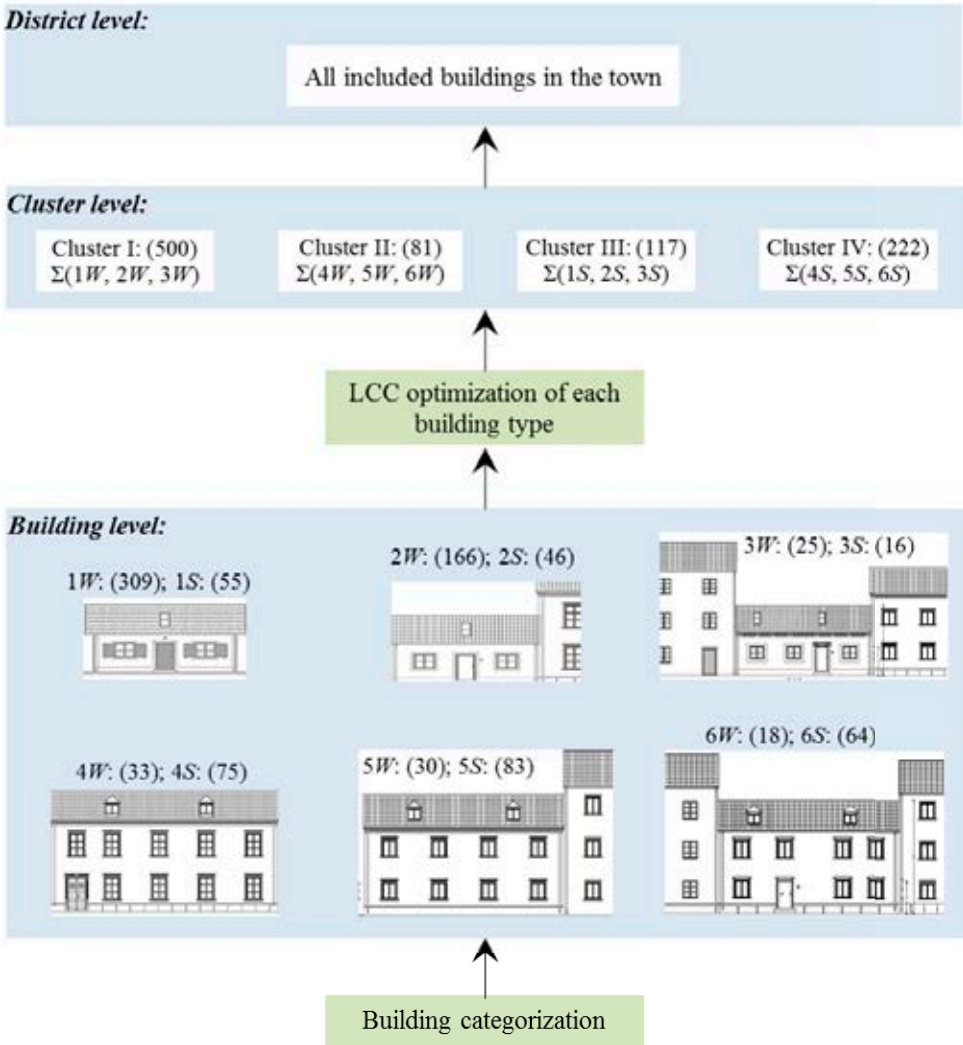 District level:
All included buildings in the town
Cluster level:
Cluster I: (500)
Σ(1W, 2W, 3W)
Cluster II: (81)
Σ(4W, 5W, 6W)
Cluster III: (117)
Σ(1S, 2S, 3S)
Cluster IV: (222)
Σ(4S, 5S, 6S)
LCC optimization of each
building type
Building level:
1W: (309); 1S: (55)
2W: (166); 2S: (46)
3W: (25); 3S: (16)
4W: (33); 4S: (75)
5W: (30); 5S: (83)
6W: (18); 6S: (64)
Building categorization